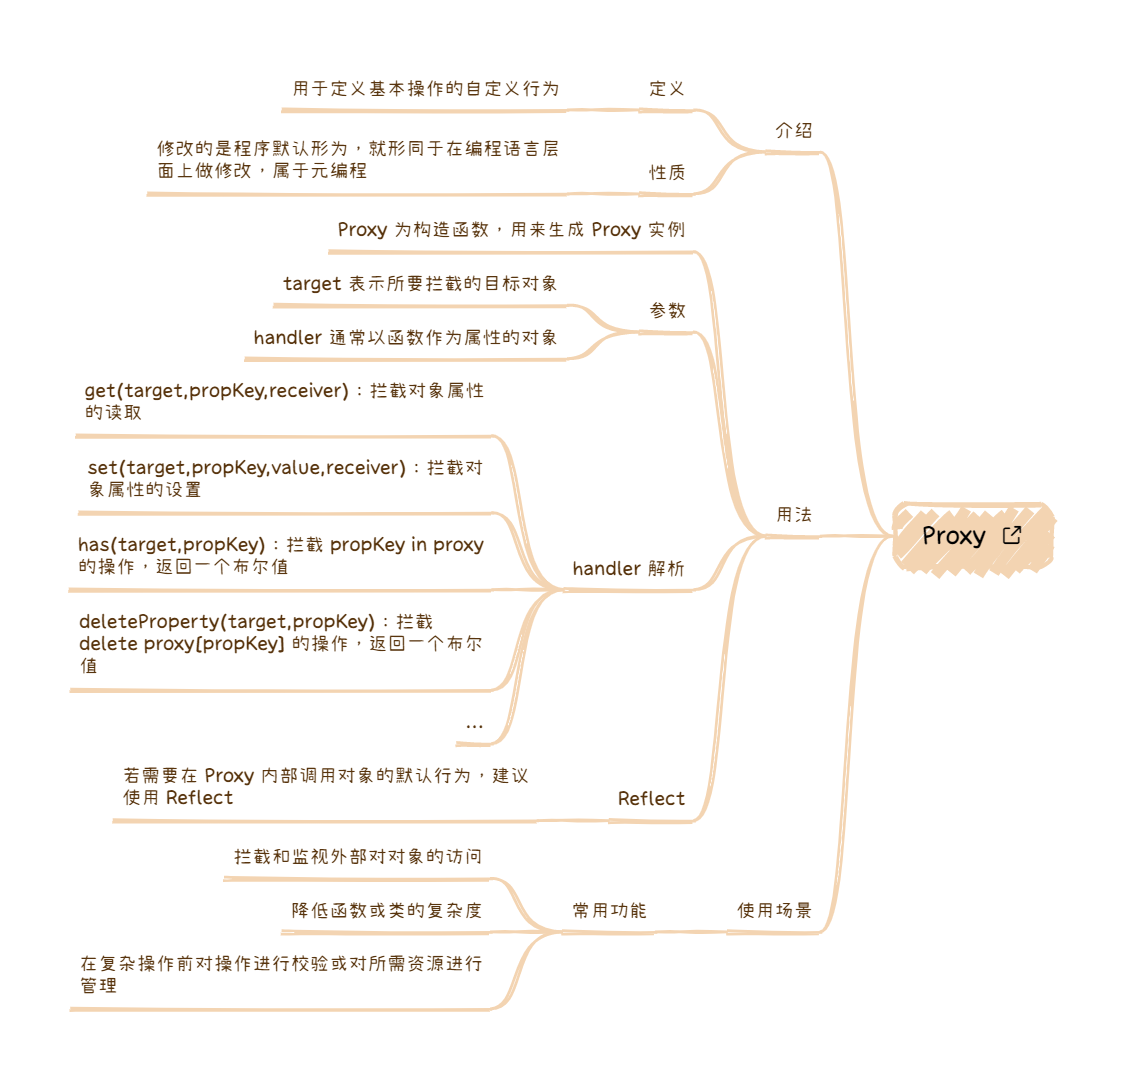 Proxy
介绍
定义
用于定义基本操作的自定义行为
性质
修改的是程序默认形为，就形同于在编程语言层
面上做修改，属于元编程
用法
Proxy 为构造函数，用来生成 Proxy 实例
参数
target 表示所要拦截的目标对象
handler 通常以函数作为属性的对象
handler 解析
get(target,propKey,receiver)：拦截对象属性
的读取
set(target,propKey,value,receiver)：拦截对
象属性的设置
has(target,propKey)：拦截 propKey in proxy
的操作，返回一个布尔值
deleteProperty(target,propKey)：拦截
delete proxy[propKey] 的操作，返回一个布尔
值
...
Reflect
若需要在 Proxy 内部调用对象的默认行为，建议
使用 Reflect
使用场景
常用功能
拦截和监视外部对对象的访问
降低函数或类的复杂度
在复杂操作前对操作进行校验或对所需资源进行
管理